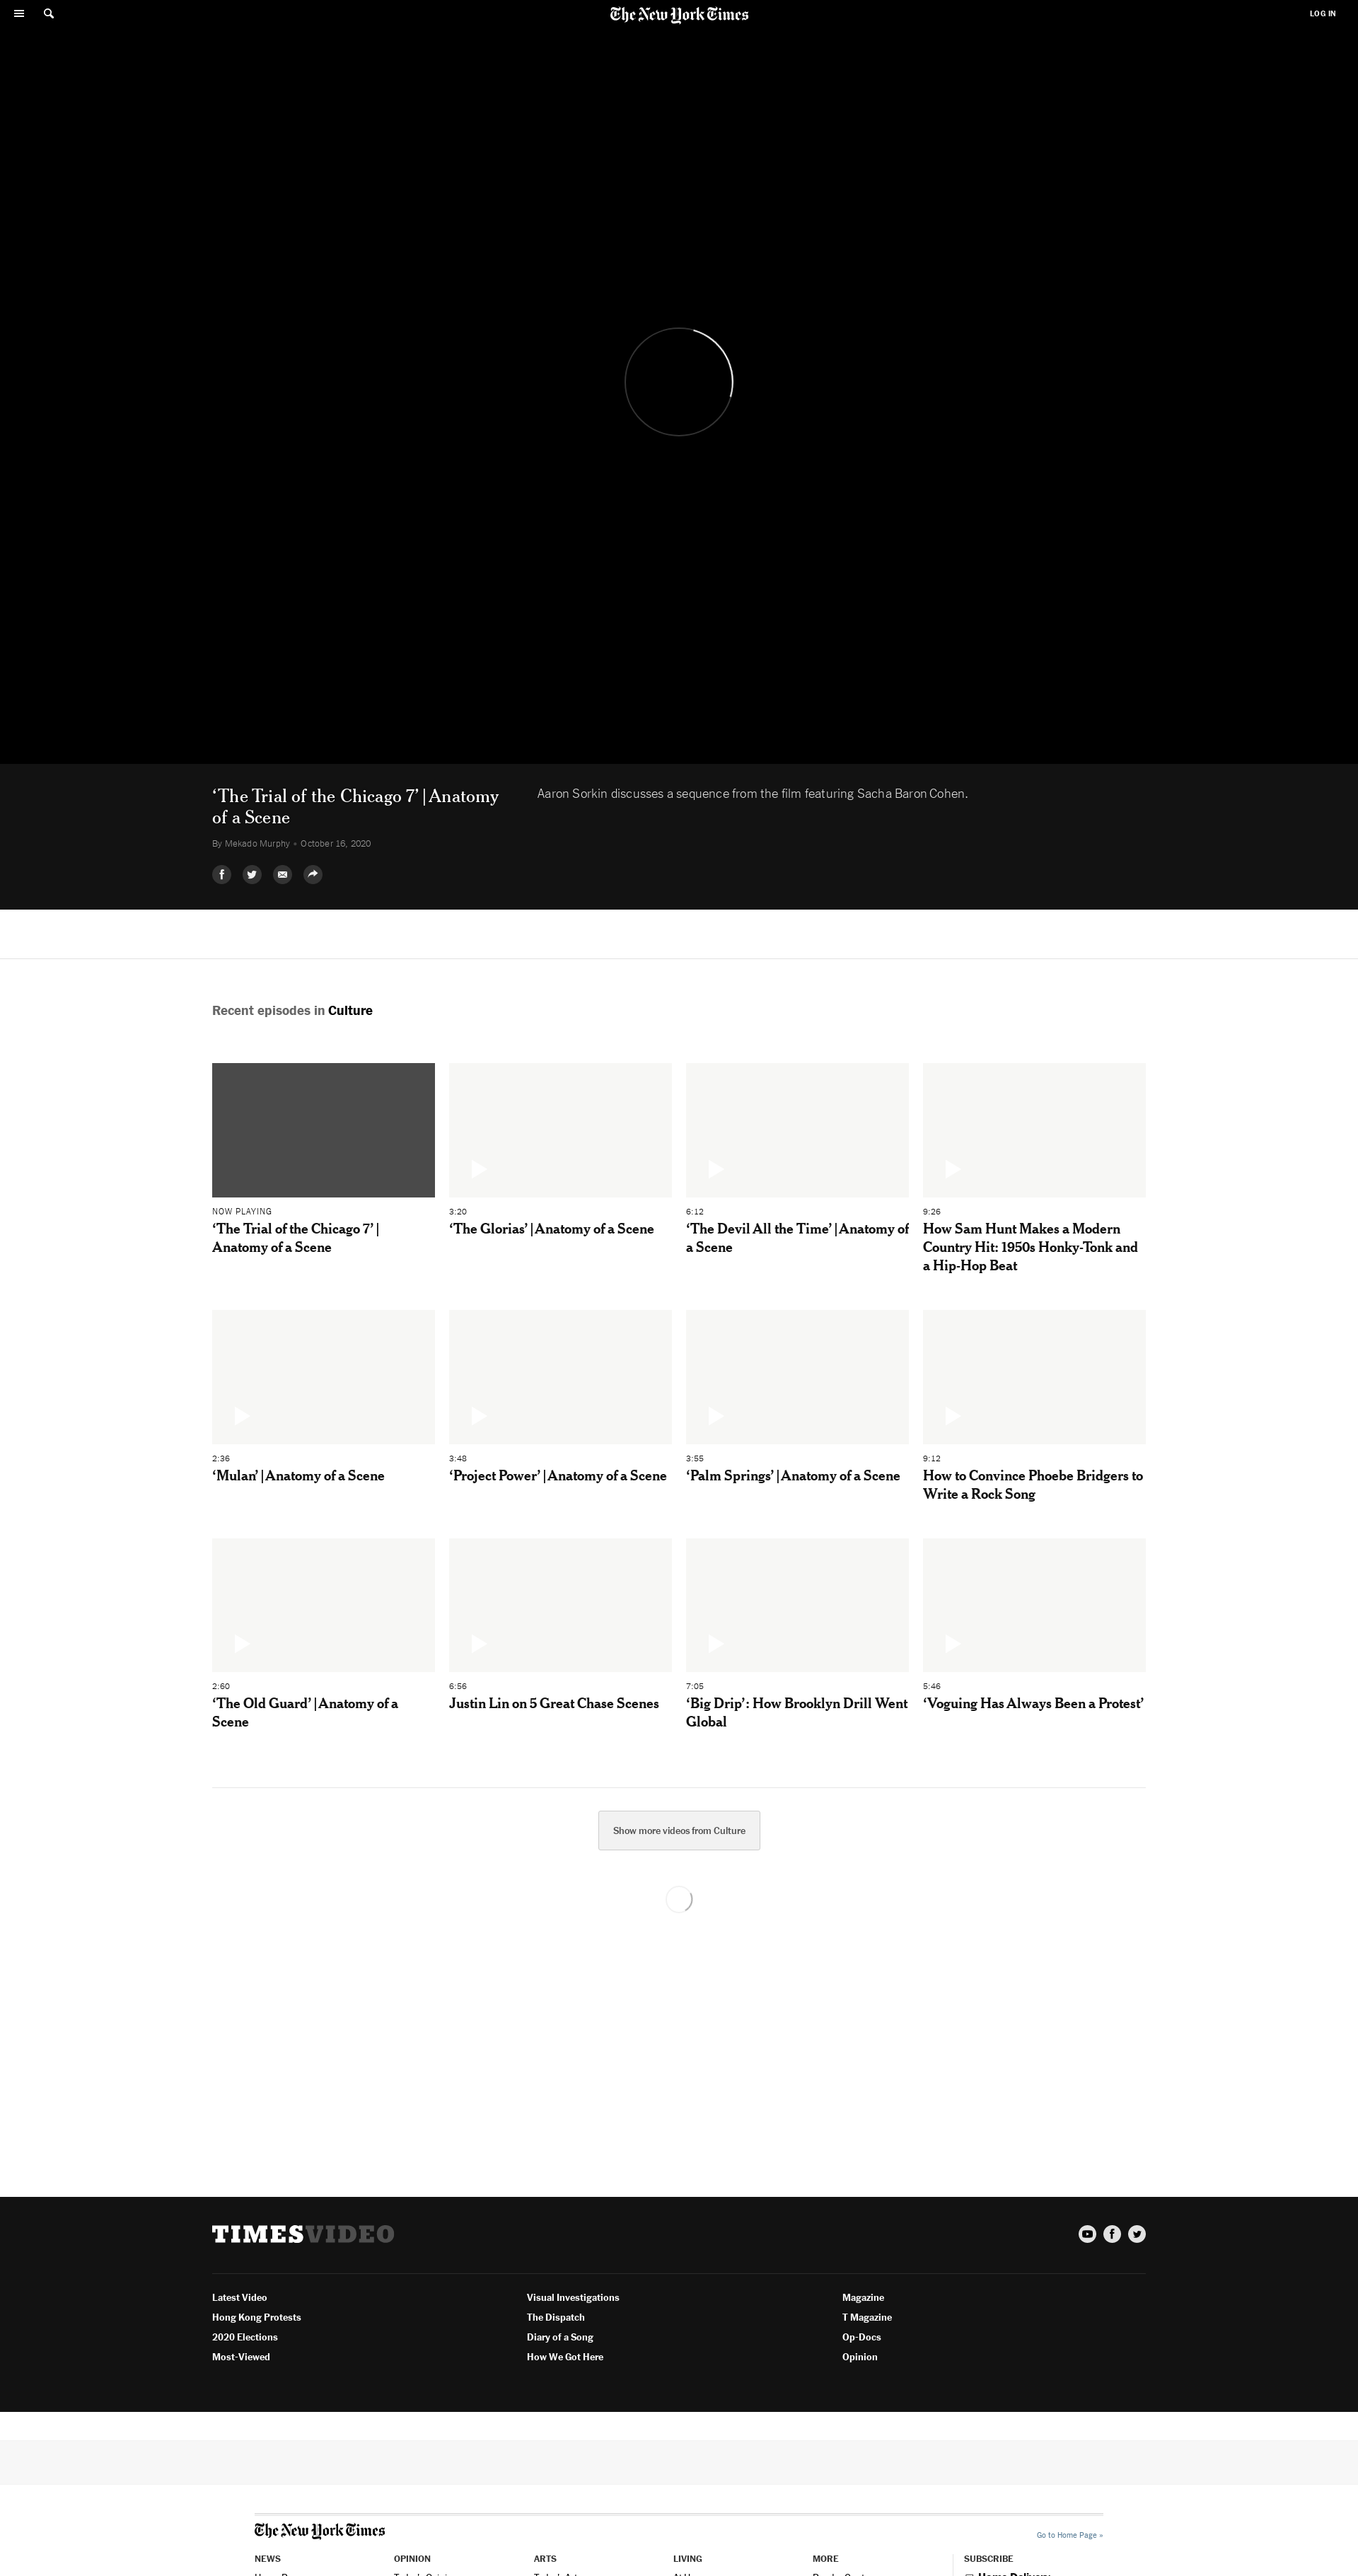 The New York Times
LOG IN
‘The Trial of the Chicago 7’ | Anatomy
of a Scene
Aaron Sorkin discusses a sequence from the film featuring Sacha Baron Cohen.
By Mekado Murphy • October 16, 2020
Recent episodes in Culture
NOW PLAYING
‘The Trial of the Chicago 7’ |
Anatomy of a Scene
3:20
‘The Glorias’ | Anatomy of a Scene
6:12
‘The Devil All the Time’ | Anatomy of
a Scene
9:26
How Sam Hunt Makes a Modern
Country Hit: 1950s Honky-Tonk and
a Hip-Hop Beat
2:36
‘Mulan’ | Anatomy of a Scene
3:48
‘Project Power’ | Anatomy of a Scene
3:55
‘Palm Springs’ | Anatomy of a Scene
9:12
How to Convince Phoebe Bridgers to
Write a Rock Song
2:60
‘The Old Guard’ | Anatomy of a
Scene
6:56
Justin Lin on 5 Great Chase Scenes
7:05
‘Big Drip’: How Brooklyn Drill Went
Global
5:46
‘Voguing Has Always Been a Protest’
Show more videos from Culture
TIMESVIDEO
Latest Video
Hong Kong Protests
2020 Elections
Most-Viewed
Visual Investigations
The Dispatch
Diary of a Song
How We Got Here
Magazine
T Magazine
Op-Docs
Opinion
The New York Times
Go to Home Page »
NEWS
OPINION
ARTS
LIVING
MORE
SUBSCRIBE
Home Delivery